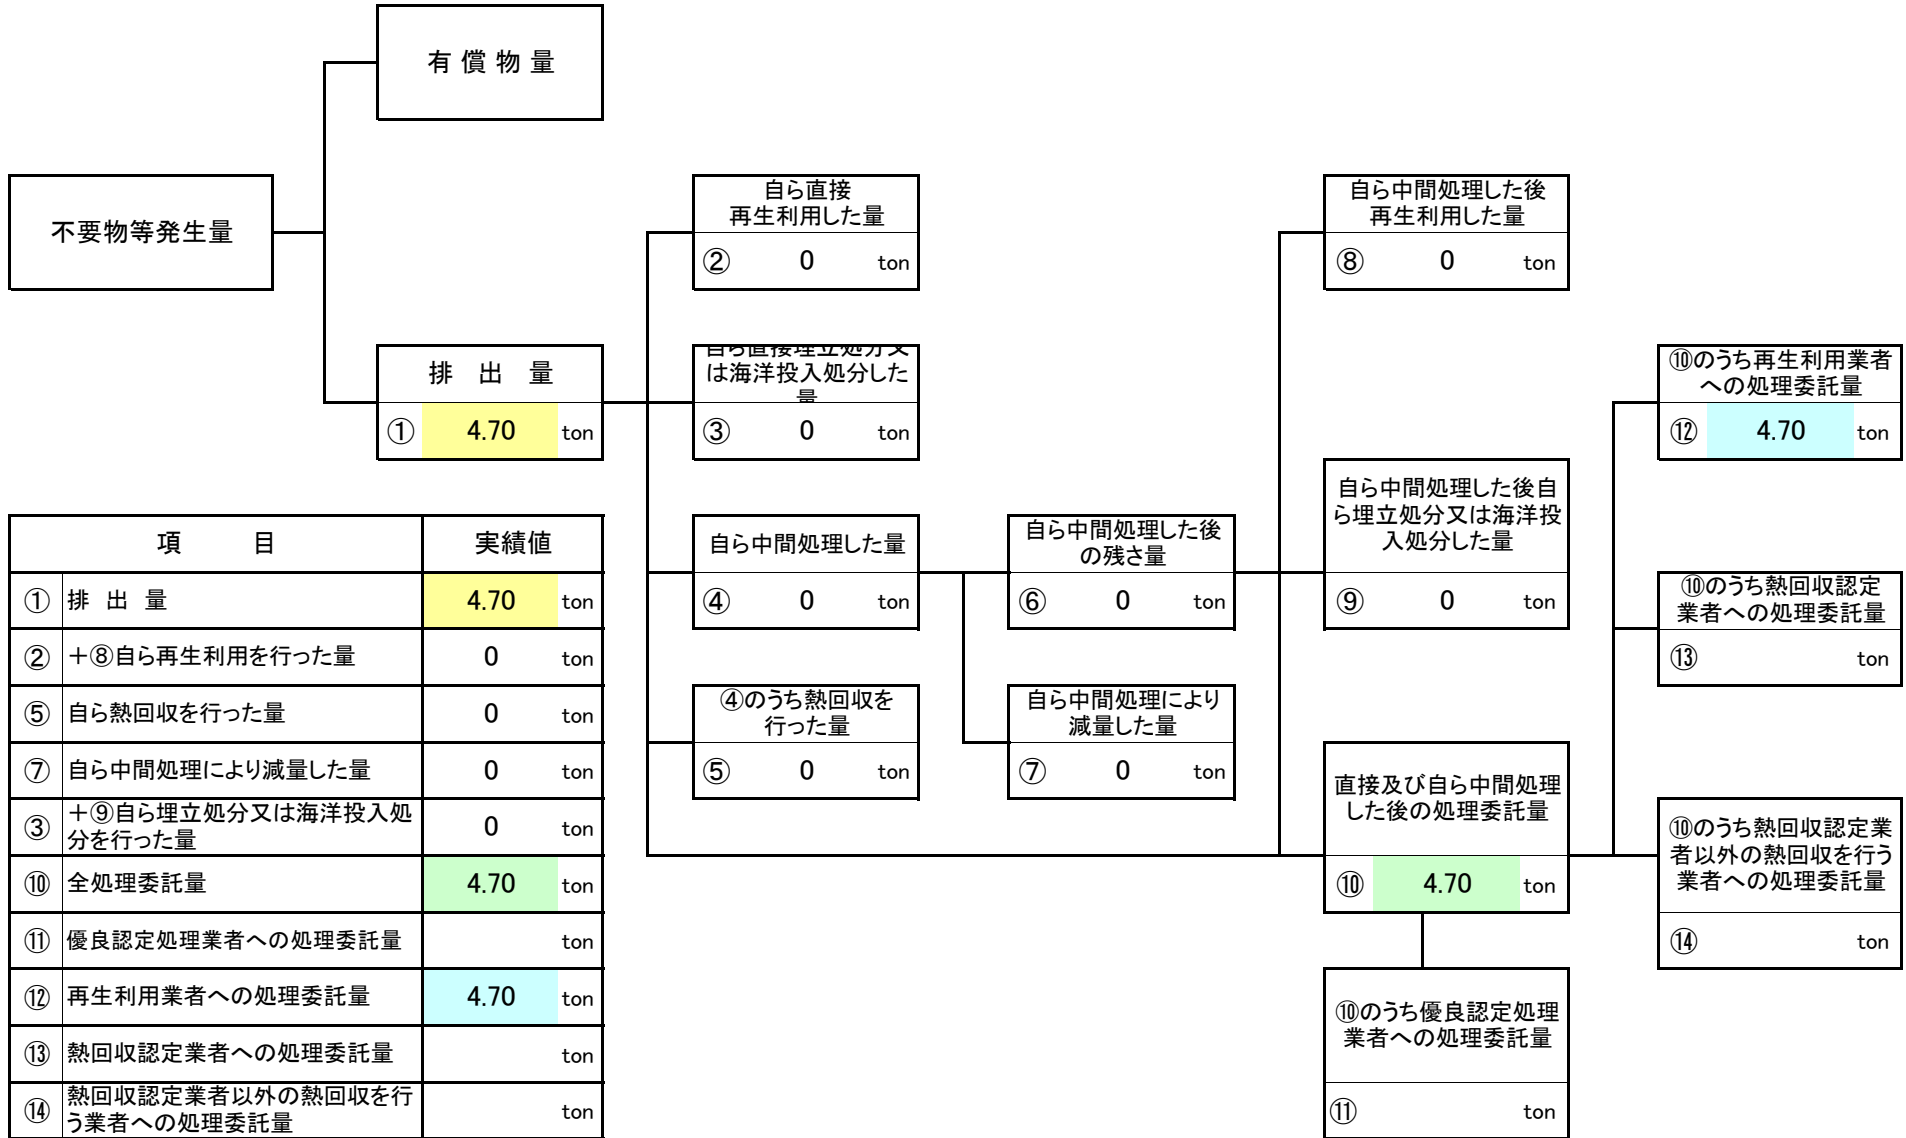 有 償 物 量
不要物等発生量
排 出 量
① 4.70 ton
自ら直接
再生利用した量
② 0 ton
自ら直接埋立処分又
は海洋投入処分した
量
③ 0 ton
自ら中間処理した量
④ 0 ton
④のうち熱回収を
行った量
⑤ 0 ton
自ら中間処理した後
の残さ量
⑥ 0 ton
自ら中間処理により
減量した量
⑦ 0 ton
自ら中間処理した後
再生利用した量
⑧ 0 ton
自ら中間処理した後自
ら埋立処分又は海洋投
入処分した量
⑨ 0 ton
直接及び自ら中間処理
した後の処理委託量
⑩ 4.70 ton
⑩のうち優良認定処理
業者への処理委託量
⑪ ton
⑩のうち再生利用業者
への処理委託量
⑫ 4.70 ton
⑩のうち熱回収認定
業者への処理委託量
⑬ ton
⑩のうち熱回収認定業
者以外の熱回収を行う
業者への処理委託量
⑭ ton
項 目 実績値
① 排 出 量 4.70 ton
② +⑧自ら再生利用を行った量 0 ton
⑤ 自ら熱回収を行った量 0 ton
⑦ 自ら中間処理により減量した量 0 ton
③ +⑨自ら埋立処分又は海洋投入処
分を行った量 0 ton
⑩ 全処理委託量 4.70 ton
⑪ 優良認定処理業者への処理委託量 ton
⑫ 再生利用業者への処理委託量 4.70 ton
⑬ 熱回収認定業者への処理委託量 ton
⑭ 熱回収認定業者以外の熱回収を行
う業者への処理委託量 ton